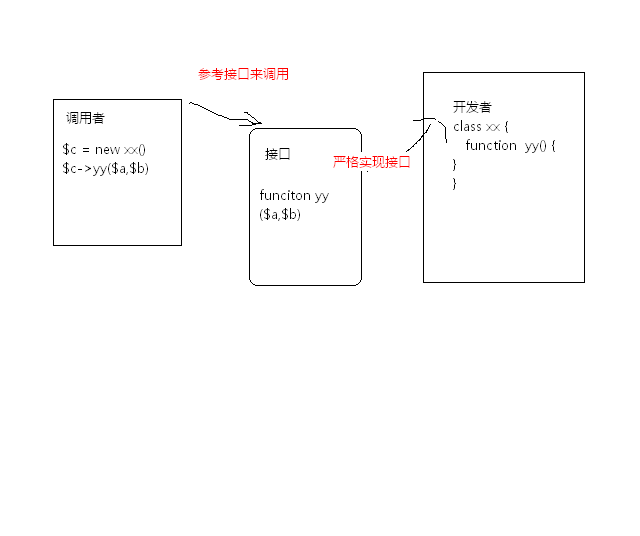 参考接口来调用
调用者
$c = new xx()
$c->yy($a,$b)
接口
funciton yy
($a,$b)
严格实现接口
开发者
class xx {
function yy() {
}
}